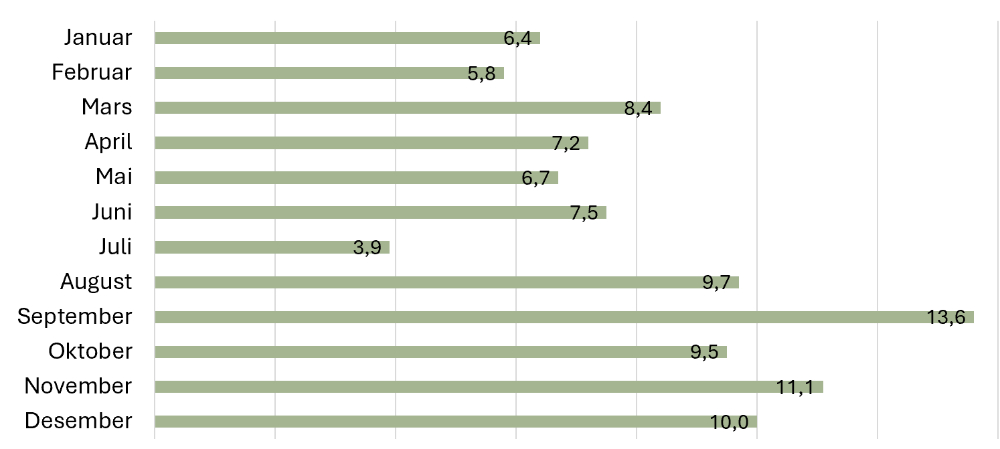 Januar 6,4
Februar 5,8
Mars 8,4
April 7,2
Mai 6,7
Juni 7,5
Juli 3,9
August 9,7
September 13,6
Oktober 9,5
November 11,1
Desember 10,0